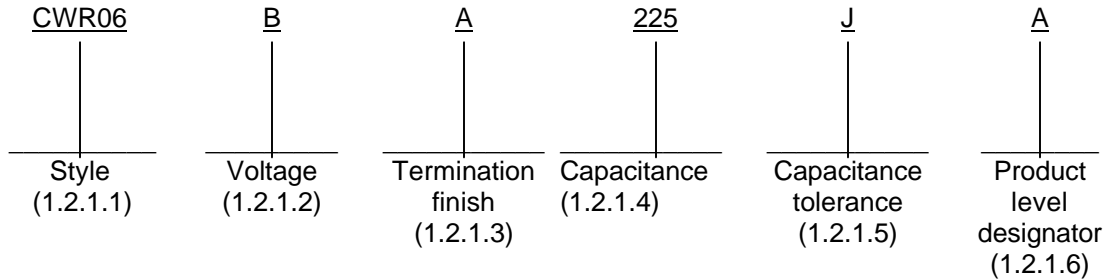 CWR06 B A 225 J A
Style Voltage Termination Capacitance Capacitance Product
(1.2.1.1) (1.2.1.2) finish (1.2.1.4) tolerance level
(1.2.1.3) (1.2.1.5) designator
(1.2.1.6)